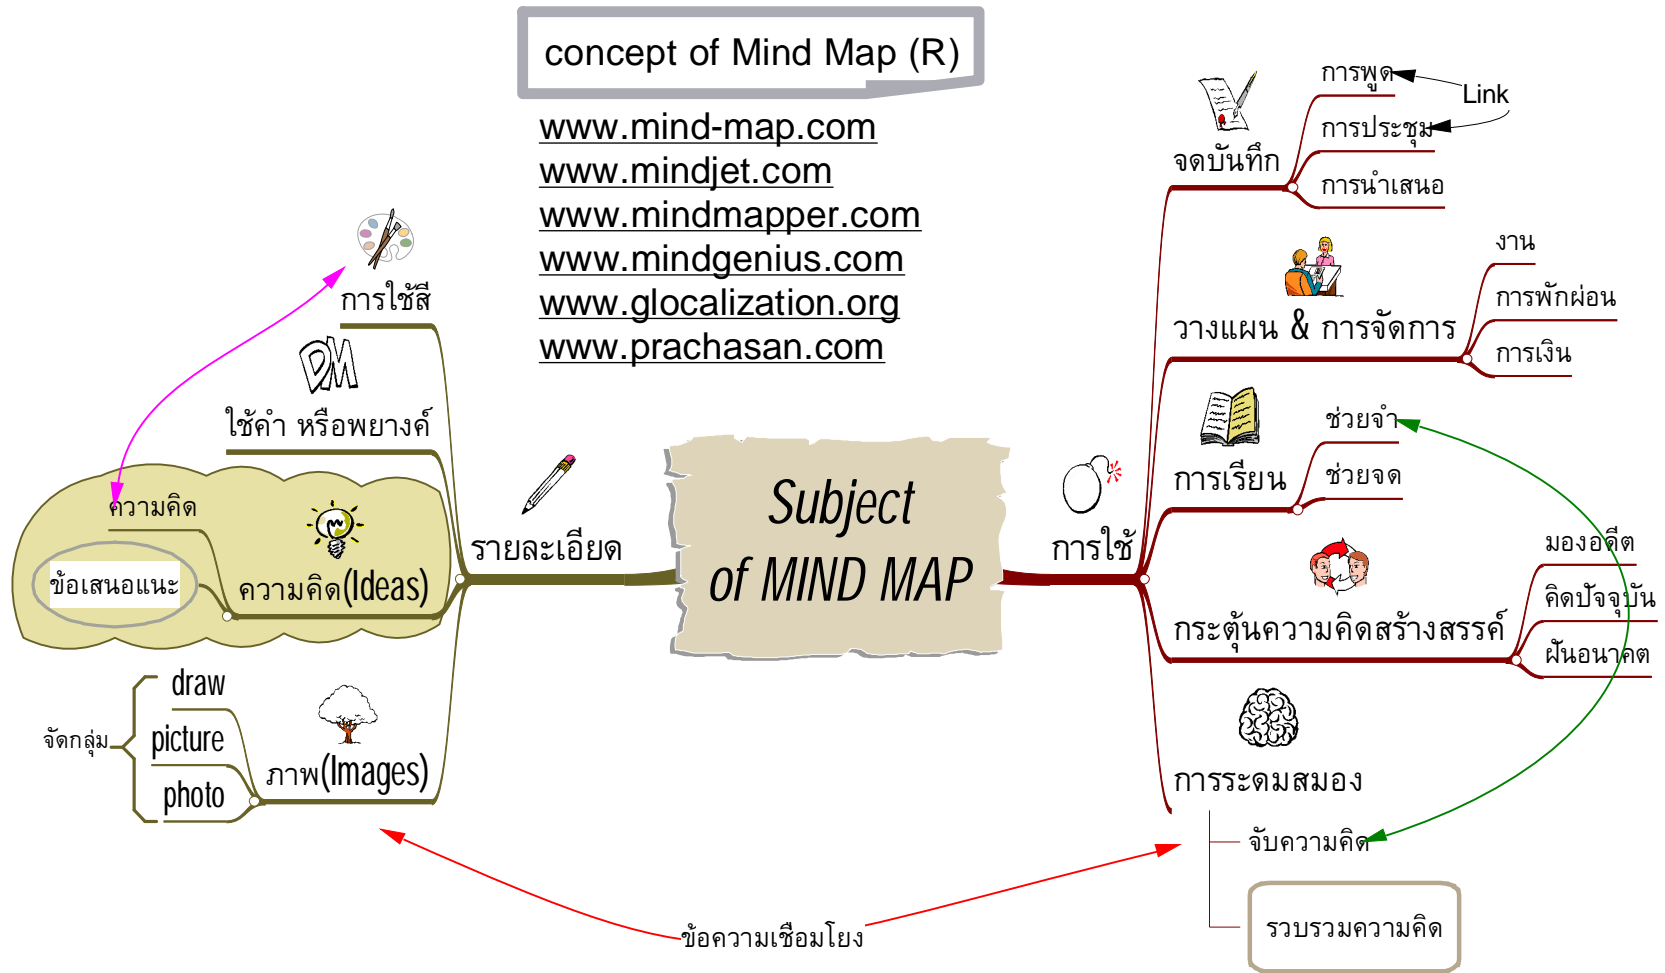 concept of Mind Map (R)
www.mind-map.com
www.mindjet.com
www.mindmapper.com
www.mindgenius.com
www.glocalization.org
www.prachasan.com
Subject
of MIND MAP
การใช้
จดบันทึก
การพูด
การประชุม
การนำเสนอ
Link
วางแผน & การจัดการ
งาน
การพักผ่อน
การเงิน
การเรียน
ช่วยจำ
ช่วยจด
กระตุ้นความคิดสร้างสรรค์
มองอดีต
คิดปัจจุบัน
ฝันอนาคต
การระดมสมอง
จับความคิด
รวบรวมความคิด
รายละเอียด
การใช้สี
DM
ใช้คำ หรือพยางค์
ความคิด(Ideas)
ความคิด
ข้อเสนอแนะ
ภาพ(Images)
draw
picture
photo
จัดกลุ่ม
ข้อความเชือมโยง